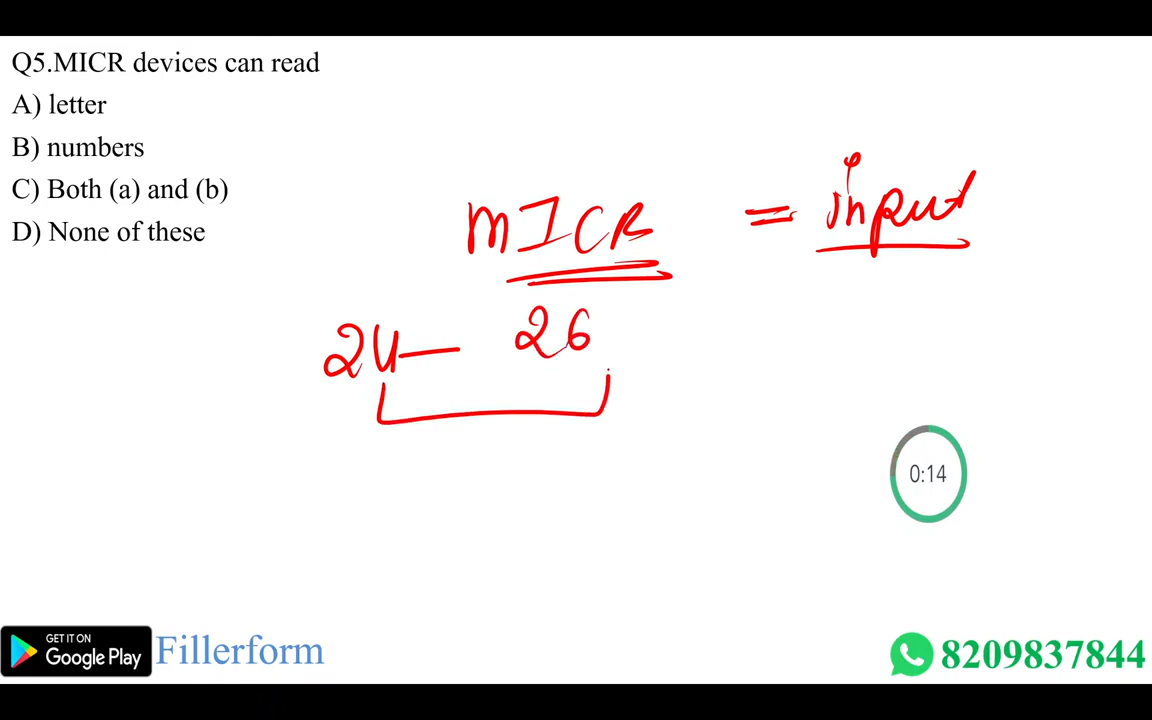 Q5.MICR devices can read
A) letter
B) numbers
C) Both (a) and (b)
D) None of these
MICR = input
24 — 26
0:14
GET IT ON
Google Play
Fillerform
8209837844